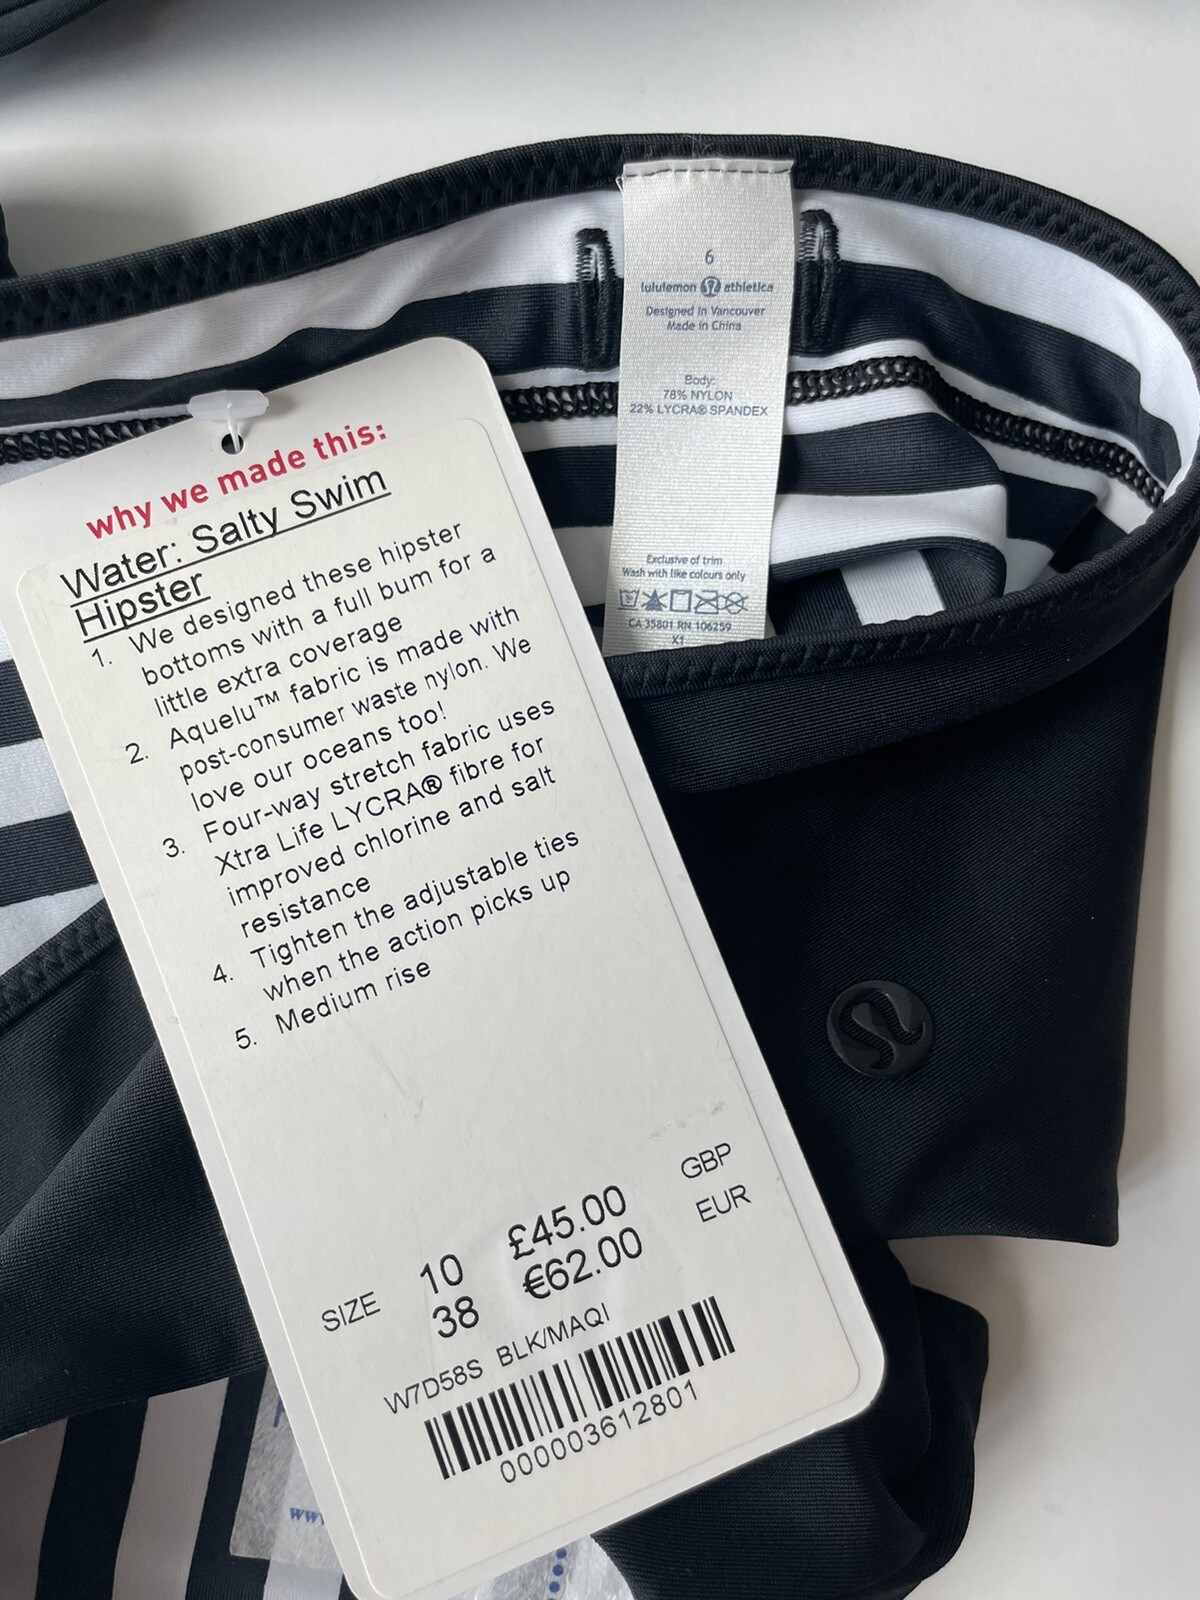 6
lululemon athletica
Designed in Vancouver
Made in China
Body:
78% NYLON
22% LYCRA® SPANDEX
Exclusive of trim
Wash with like colours only
CA 35801 RN 106259
X1
why we made this:
Water: Salty Swim
Hipster
1. We designed these hipster
bottoms with a full bum for a
little extra coverage
2. Aquelu™ fabric is made with
post-consumer waste nylon. We
love our oceans too!
3. Four-way stretch fabric uses
Xtra Life LYCRA® fibre for
improved chlorine and salt
resistance
4. Tighten the adjustable ties
when the action picks up
5. Medium rise
SIZE 10 £45.00 GBP
38 €62.00 EUR
W7D58S BLK/MAQI
000003612801
www